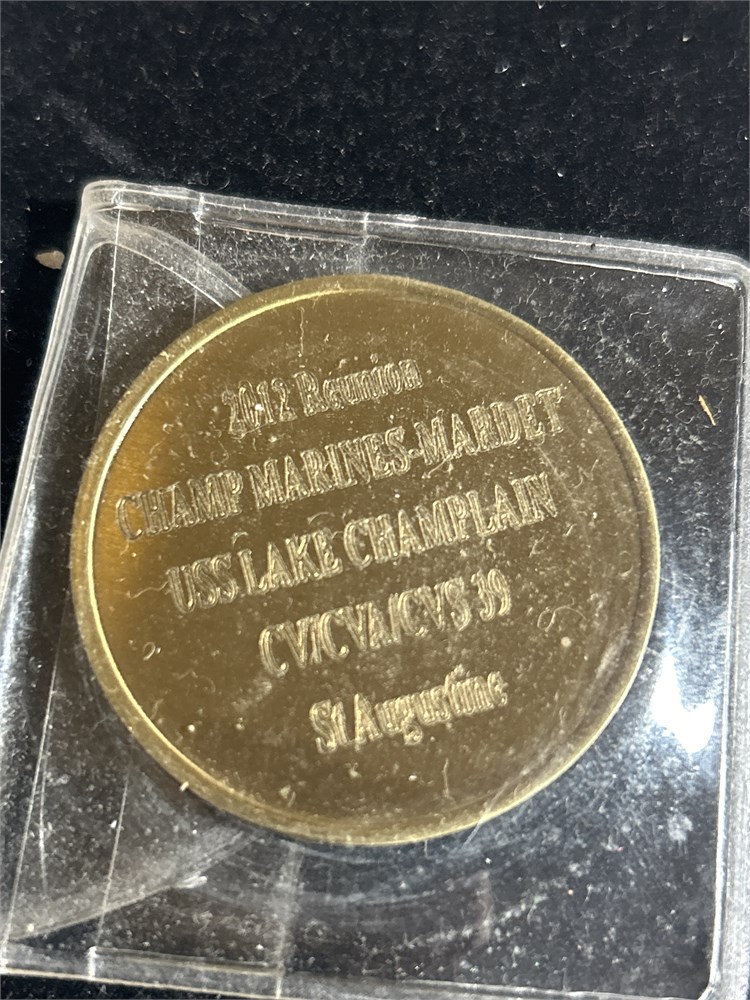 2012 Reunion
CHAMP MARINES-MARDET
USS LAKE CHAMPLAIN
CV/CVA/CVS 39
St Augustine